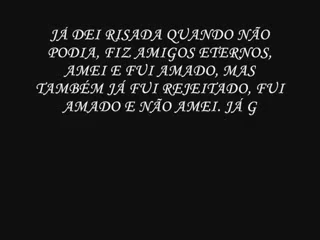 JÁ DEI RISADA QUANDO NÃO
PODIA, FIZ AMIGOS ETERNOS,
AMEI E FUI AMADO, MAS
TAMBÉM JÁ FUI REJEITADO, FUI
AMADO E NÃO AMEI. JÁ G